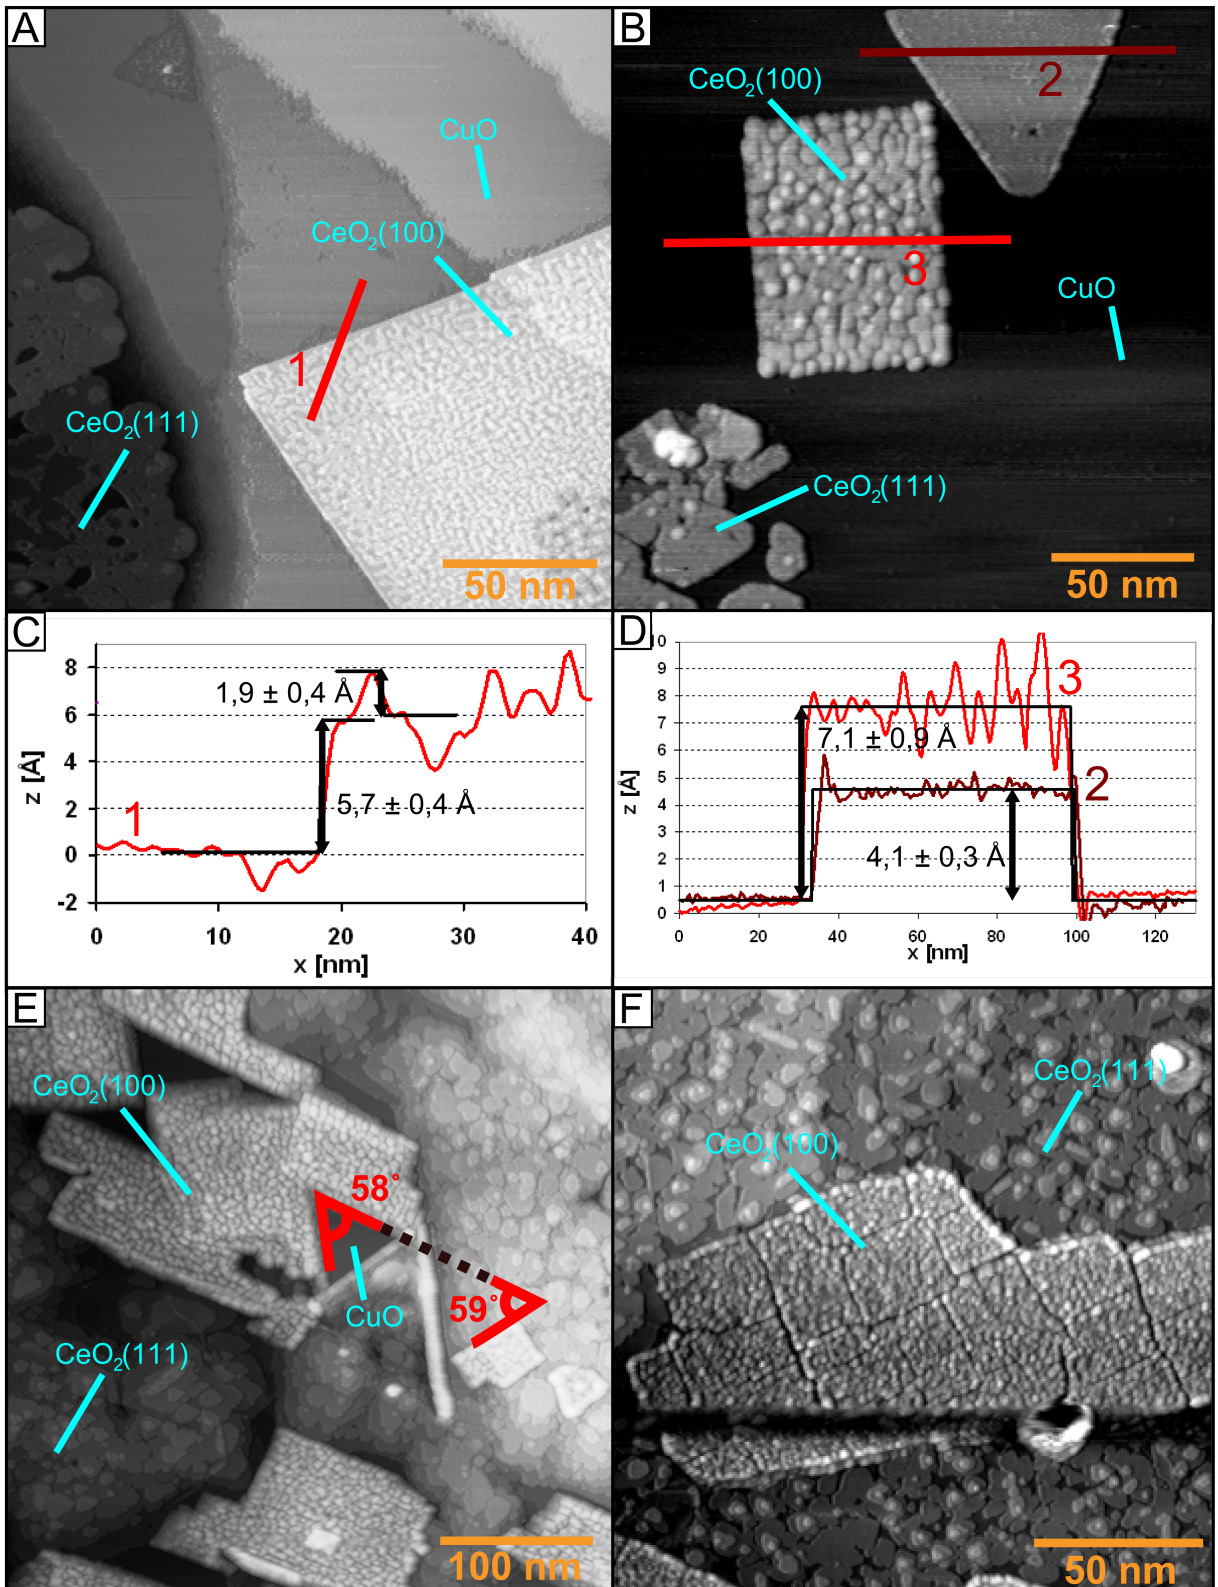 A
CuO
CeO₂(100)
1
CeO₂(111)
50 nm
B
CeO₂(100)
2
3
CuO
CeO₂(111)
50 nm
C
8
6
4
2
0
-2
z [Å]
1,9 ± 0,4 Å
5,7 ± 0,4 Å
1
0
10
20
30
40
x [nm]
D
10
9
8
7
6
5
4
3
2
1
0
z [Å]
3
7,1 ± 0,9 Å
2
4,1 ± 0,3 Å
0
20
40
60
80
100
120
x [nm]
E
CeO₂(100)
58°
59°
CuO
CeO₂(111)
100 nm
F
CeO₂(111)
CeO₂(100)
50 nm